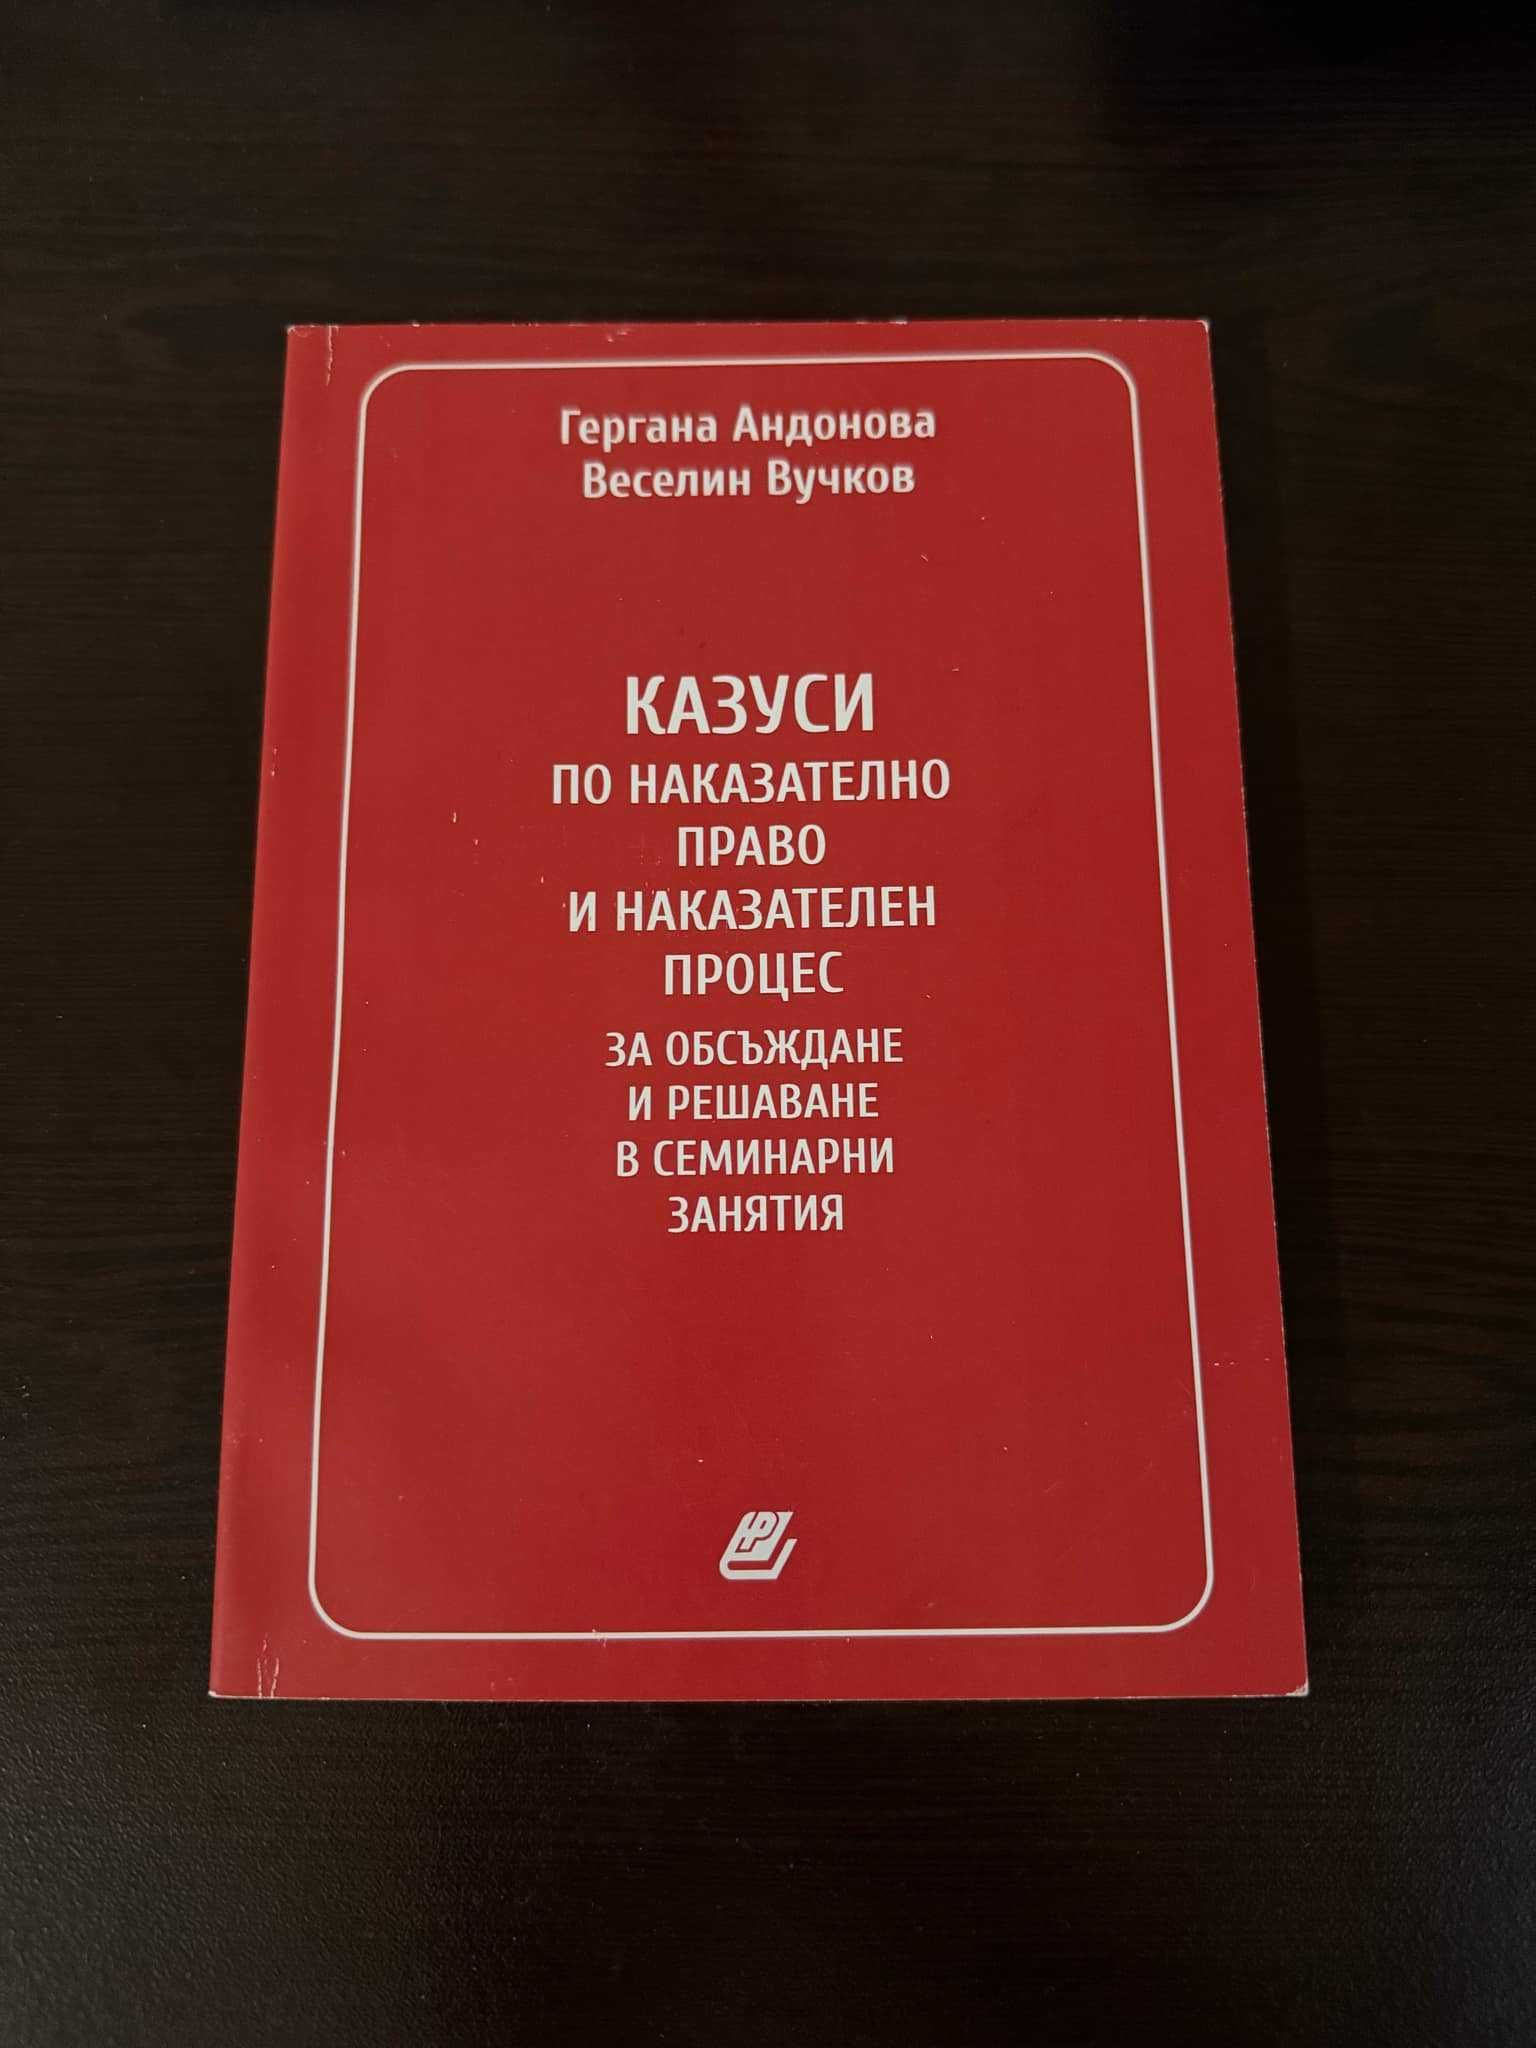 Гергана Андонова
Веселин Вучков
КАЗУСИ
ПО НАКАЗАТЕЛНО
ПРАВО
И НАКАЗАТЕЛЕН
ПРОЦЕС
ЗА ОБСЪЖДАНЕ
И РЕШАВАНЕ
В СЕМИНАРНИ
ЗАНЯТИЯ